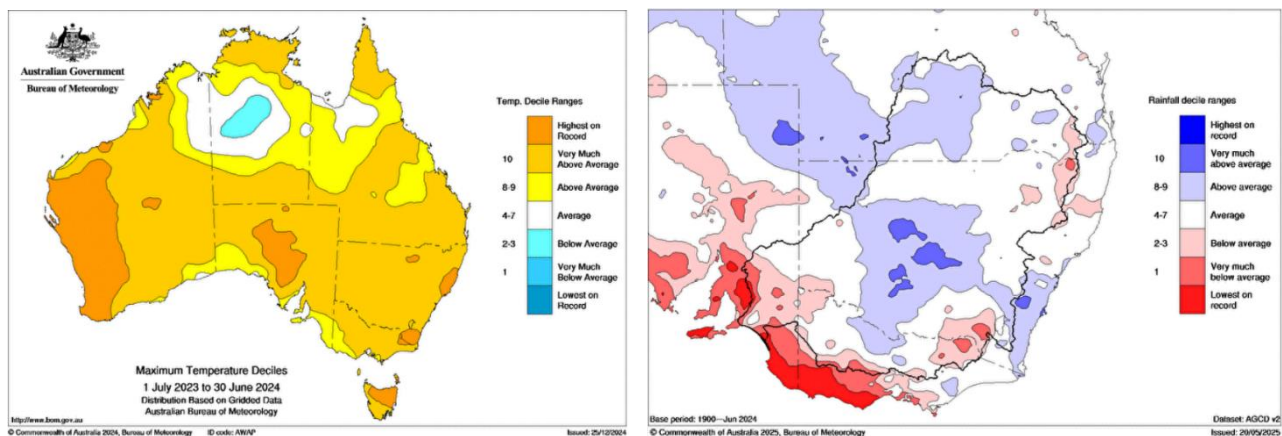 Australian Government
Bureau of Meteorology
Temp. Decile Ranges
Highest on
Record
10
Very Much
Above Average
8-9
Above Average
4-7
Average
2-3
Below Average
1
Very Much
Below Average
Lowest on
Record
Maximum Temperature Deciles
1 July 2023 to 30 June 2024
Distribution Based on Gridded Data
Australian Bureau of Meteorology
http://www.bom.gov.au
© Commonwealth of Australia 2024, Bureau of Meteorology
ID code: AWAP
Issued: 25/12/2024
Rainfall decile ranges
Highest on
record
10
Very much
above average
8-9
Above average
4-7
Average
2-3
Below average
1
Very much
below average
Lowest on
record
Base period: 1900—Jun 2024
Dataset: AGCD v2
© Commonwealth of Australia 2025, Bureau of Meteorology
Issued: 20/05/2025